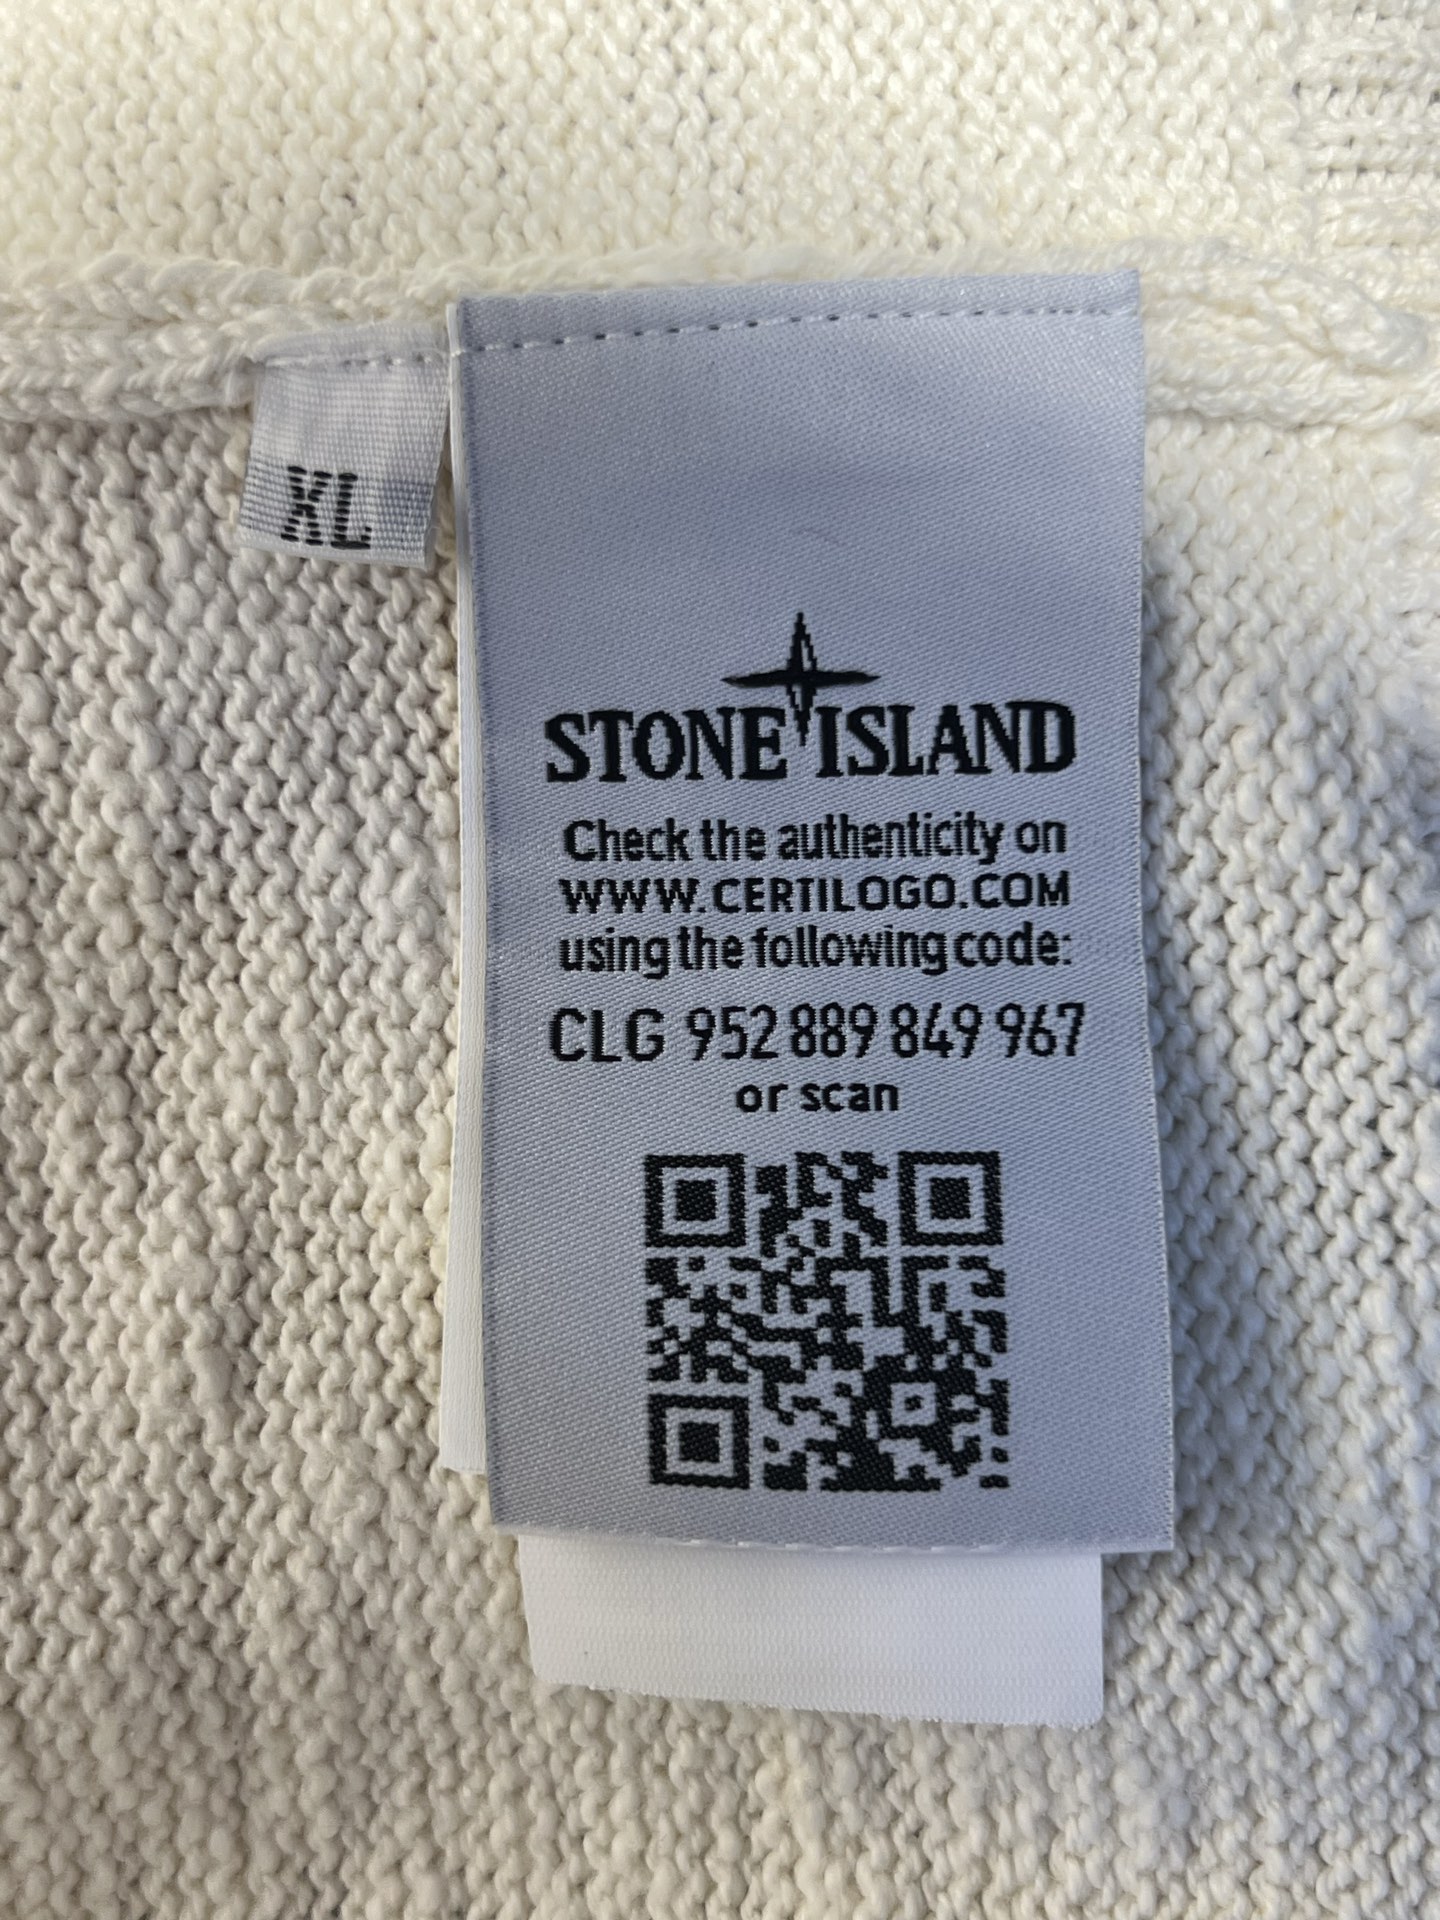 XL
STONE ISLAND
Check the authenticity on
WWW.CERTILOGO.COM
using the following code:
CLG 952 889 849 967
or scan